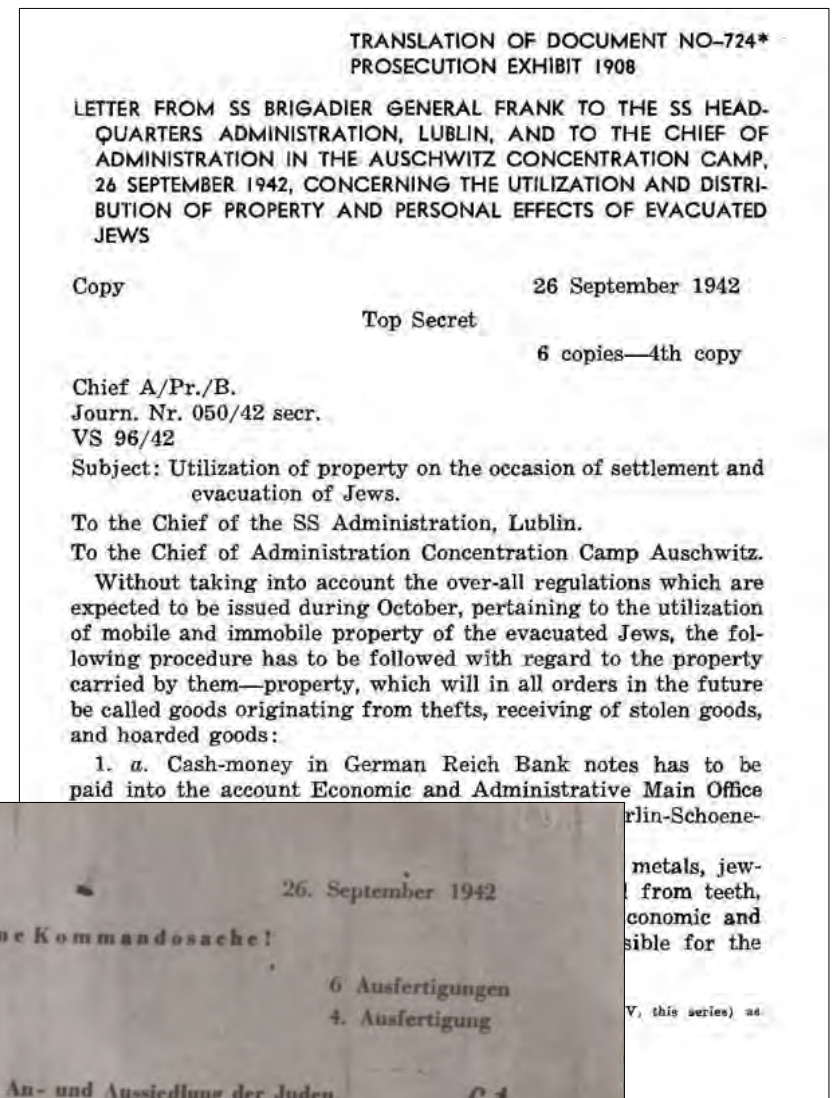 TRANSLATION OF DOCUMENT NO–724*
PROSECUTION EXHIBIT 1908
LETTER FROM SS BRIGADIER GENERAL FRANK TO THE SS HEAD-
QUARTERS ADMINISTRATION, LUBLIN, AND TO THE CHIEF OF
ADMINISTRATION IN THE AUSCHWITZ CONCENTRATION CAMP,
26 SEPTEMBER 1942, CONCERNING THE UTILIZATION AND DISTRI-
BUTION OF PROPERTY AND PERSONAL EFFECTS OF EVACUATED
JEWS
Copy 26 September 1942
Top Secret
6 copies—4th copy
Chief A/Pr./B.
Journ. Nr. 050/42 secr.
VS 96/42
Subject: Utilization of property on the occasion of settlement and
evacuation of Jews.
To the Chief of the SS Administration, Lublin.
To the Chief of Administration Concentration Camp Auschwitz.
Without taking into account the over-all regulations which are
expected to be issued during October, pertaining to the utilization
of mobile and immobile property of the evacuated Jews, the fol-
lowing procedure has to be followed with regard to the property
carried by them—property, which will in all orders in the future
be called goods originating from thefts, receiving of stolen goods,
and hoarded goods:
1. a. Cash-money in German Reich Bank notes has to be
paid into the account Economic and Administrative Main Office
rlin-Schoene-
metals, jew-
from teeth,
conomic and
sible for the
V, this series) as
26. September 1942
ne Kommandosache!
6 Ausfertigungen
4. Ausfertigung
An- und Aussiedlung der Juden